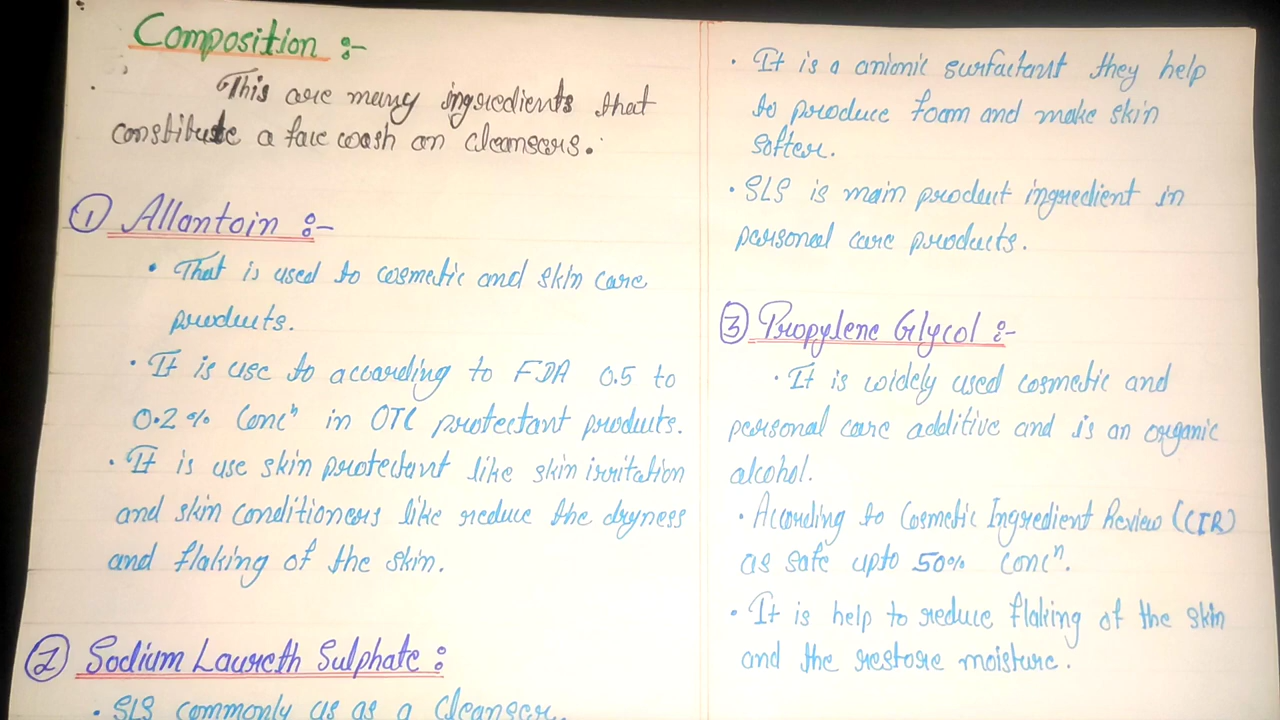 Composition :-
This are many ingredients that
constitute a face wash an cleansers.
① Allantoin :-
• That is used to cosmetic and skin care
products.
• It is use to according to FDA 0.5 to
0.2% Concⁿ in OTC protectant products.
• It is use skin protectant like skin irritation
and skin conditioners like reduce the dryness
and flaking of the skin.
② Sodium Laureth Sulphate :
• SLS commonly us as a cleanser.
• It is a anionic surfactant they help
to produce foam and make skin
softer.
• SLS is main product ingredient in
personal care products.
③ Propylene Glycol :-
• It is widely used cosmetic and
personal care additive and is an organic
alcohol.
• According to Cosmetic Ingredient Review (CIR)
as safe upto 50% Concⁿ.
• It is help to reduce flaking of the skin
and the restore moisture.